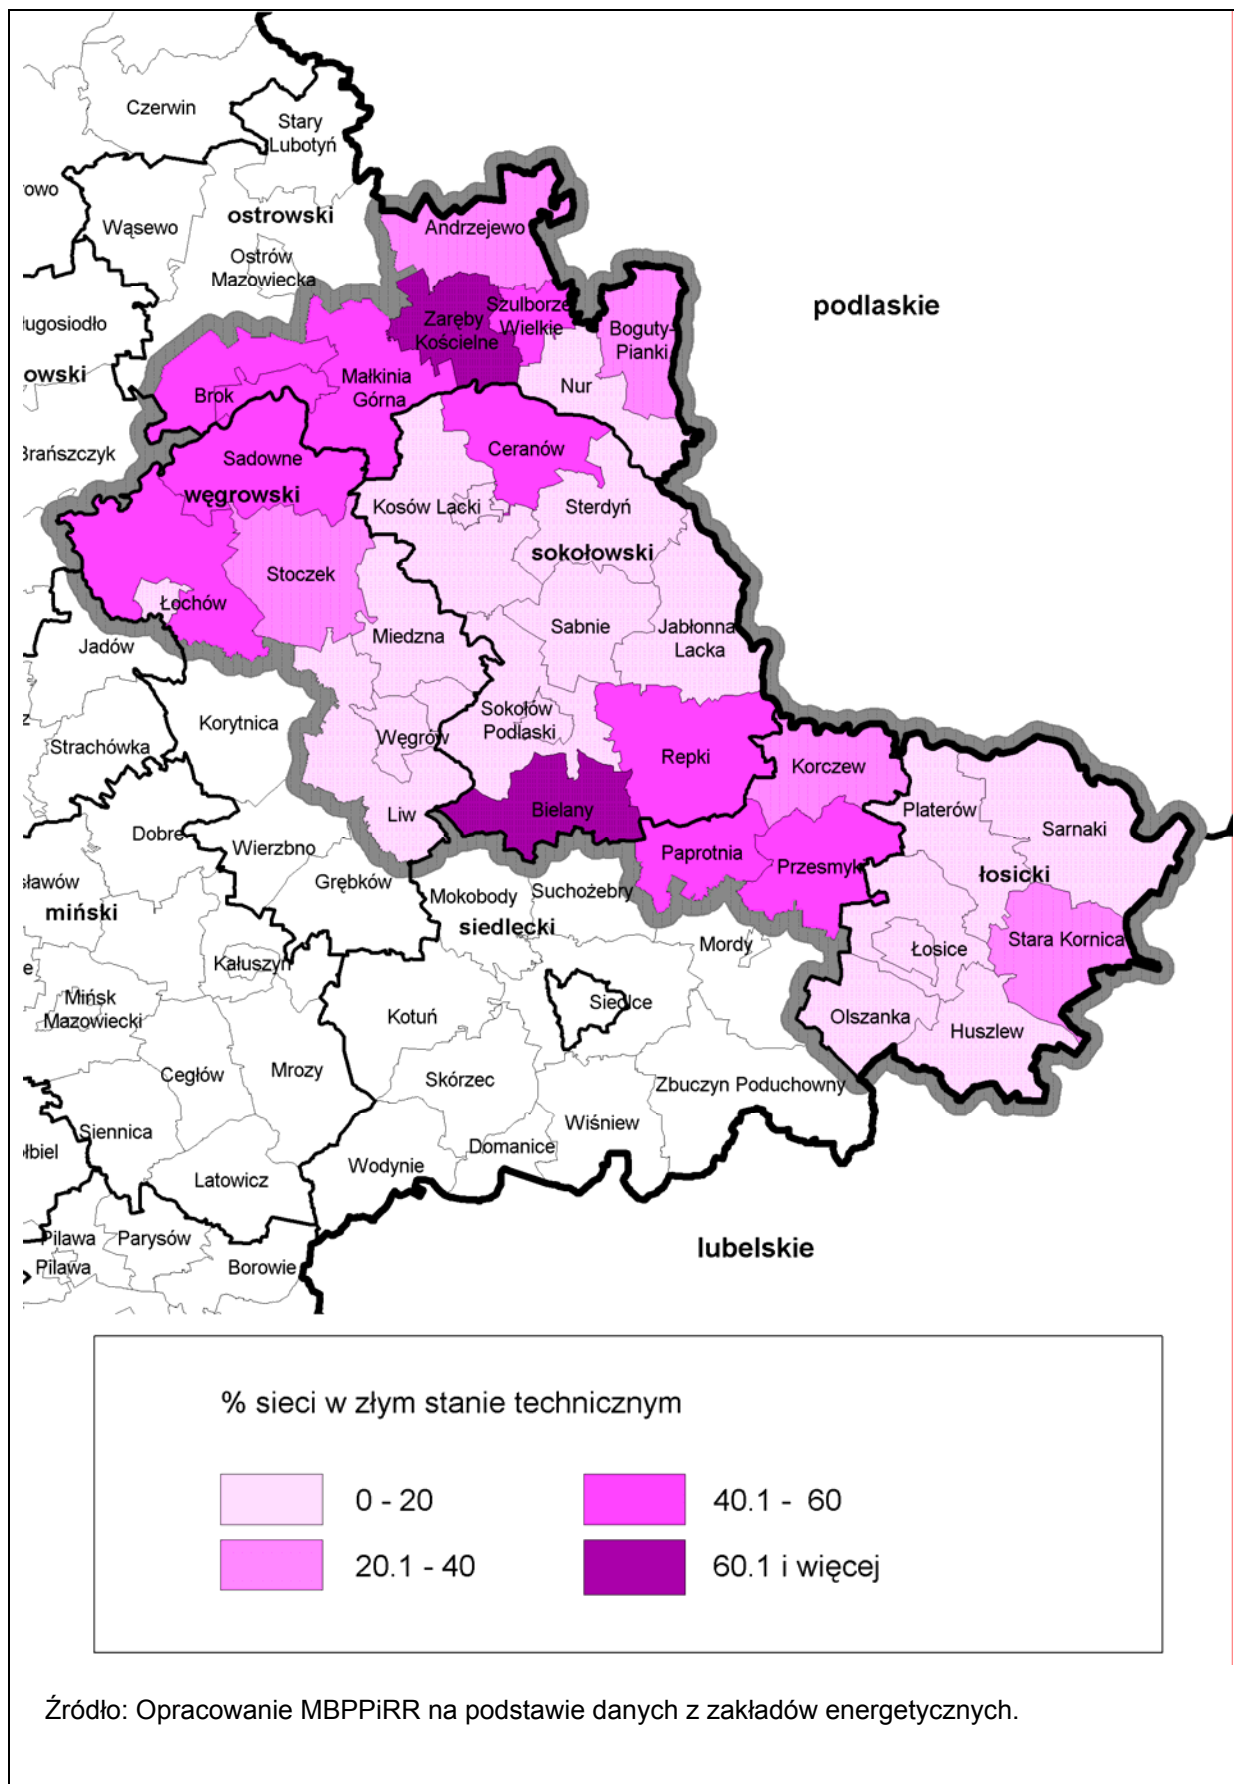 Czerwin
Stary
Lubotyń
rowo
Wąsewo
ostrowski
Andrzejewo
Ostrów
Mazowiecka
podlaskie
ługosiodło
Zaręby
Kościelne
Szulborze
Wielkie
Boguty-
Pianki
owski
Brok
Małkinia
Górna
Nur
Brańszczyk
Sadowne
Ceranów
węgrowski
Kosów Lacki
Sterdyń
sokołowski
Stoczek
Łochów
Jadów
Miedzna
Sabnie
Jabłonna
Lacka
z
Korytnica
Strachówka
Sokołów
Podlaski
Węgrów
Repki
Korczew
Bielany
Liw
Platerów
Sarnaki
Dobre
Wierzbno
Paprotnia
Przesmyki
łosicki
sławów
Grębków
Mokobody
Suchożebry
miński
siedlecki
Mordy
Łosice
Stara Kornica
e
Kałuszyn
Mińsk
Mazowiecki
Siedlce
Kotuń
Olszanka
Huszlew
Cegłów
Mrozy
Skórzec
Zbuczyn Poduchowny
Siennica
Wiśniew
łbiel
Domanice
Latowicz
Wodynie
Pilawa
Parysów
Pilawa
Borowie
lubelskie
% sieci w złym stanie technicznym
0 - 20
40.1 - 60
20.1 - 40
60.1 i więcej
Źródło: Opracowanie MBPPiRR na podstawie danych z zakładów energetycznych.